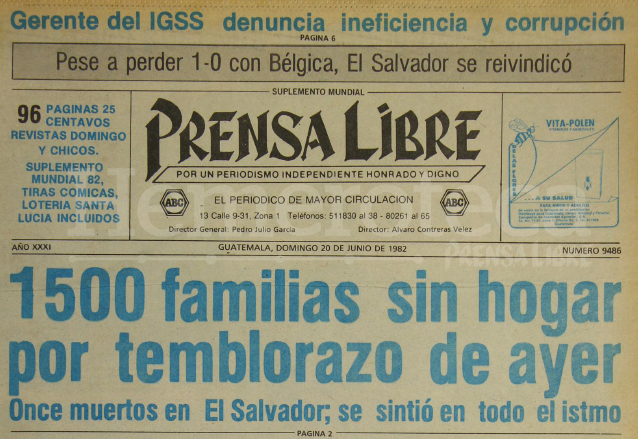 Gerente del IGSS denuncia ineficiencia y corrupción
PAGINA 6
Pese a perder 1-0 con Bélgica, El Salvador se reivindicó
96 PAGINAS 25
CENTAVOS
REVISTAS DOMINGO
Y CHICOS.
SUPLEMENTO
MUNDIAL 82,
TIRAS COMICAS,
LOTERIA SANTA
LUCIA INCLUIDOS
SUPLEMENTO MUNDIAL
PRENSA LIBRE
POR UN PERIODISMO INDEPENDIENTE HONRADO Y DIGNO
ABC
EL PERIODICO DE MAYOR CIRCULACION
ABC
13 Calle 9-31, Zona 1 Teléfonos: 511830 al 38 - 80261 al 65
Director General: Pedro Julio García Director: Alvaro Contreras Vélez
VITA-POLEN
A SU SALUD
AÑO XXXI GUATEMALA, DOMINGO 20 DE JUNIO DE 1982 NUMERO 9486
PRENSA LIBRE
1500 familias sin hogar
por temblorazo de ayer
Once muertos en El Salvador; se sintió en todo el istmo
PAGINA 2